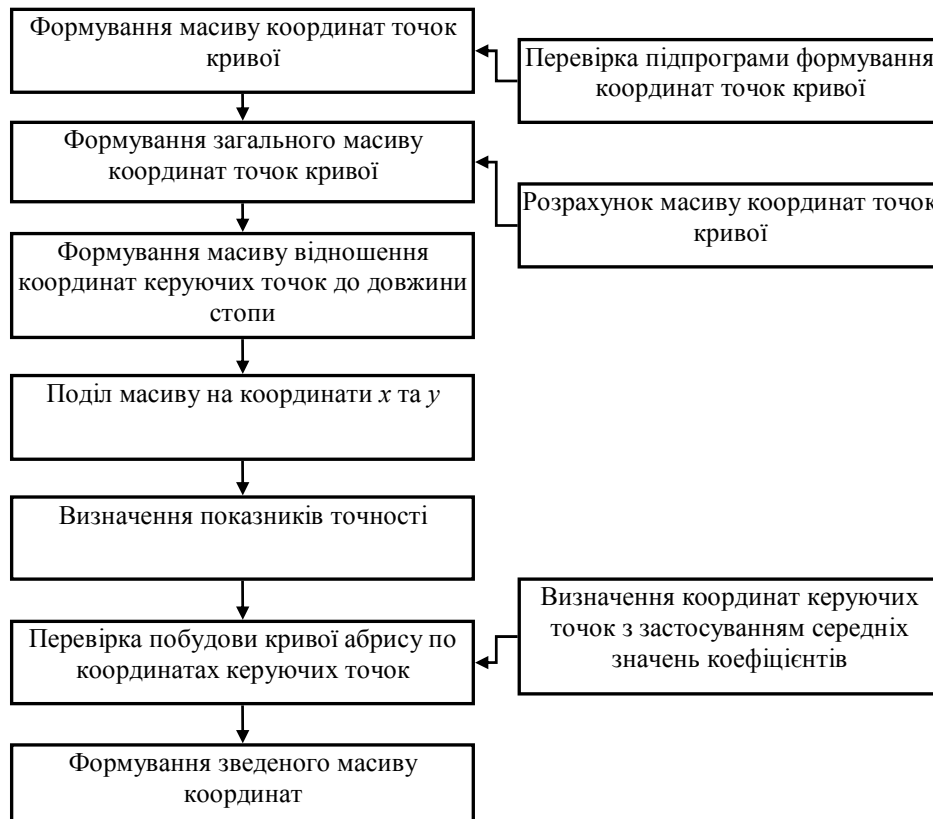 Формування масиву координат точок
кривої
Перевірка підпрограми формування
координат точок кривої
Формування загального масиву
координат точок кривої
Розрахунок масиву координат точок
кривої
Формування масиву відношення
координат керуючих точок до довжини
стопи
Поділ масиву на координати x та y
Визначення показників точності
Визначення координат керуючих
точок з застосуванням середніх
значень коефіцієнтів
Перевірка побудови кривої абрису по
координатах керуючих точок
Формування зведеного масиву
координат